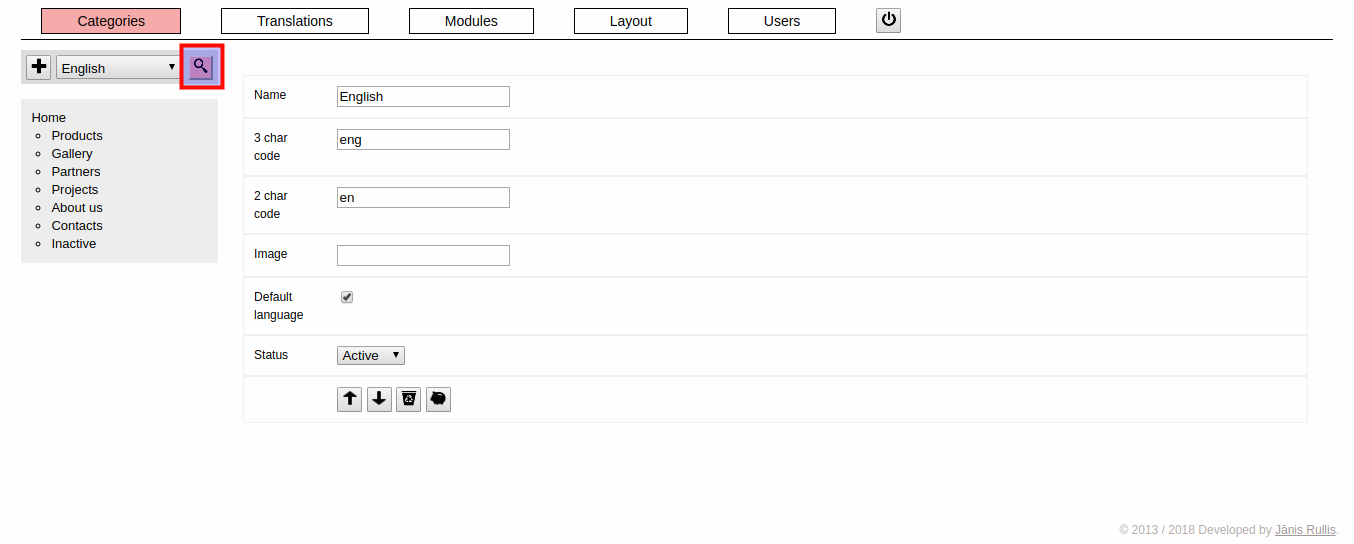 Categories Translations Modules Layout Users
English
Home
Products
Gallery
Partners
Projects
About us
Contacts
Inactive
Name English
3 char
code
eng
2 char
code
en
Image
Default
language
Status Active
© 2013 / 2018 Developed by Jānis Rullis.